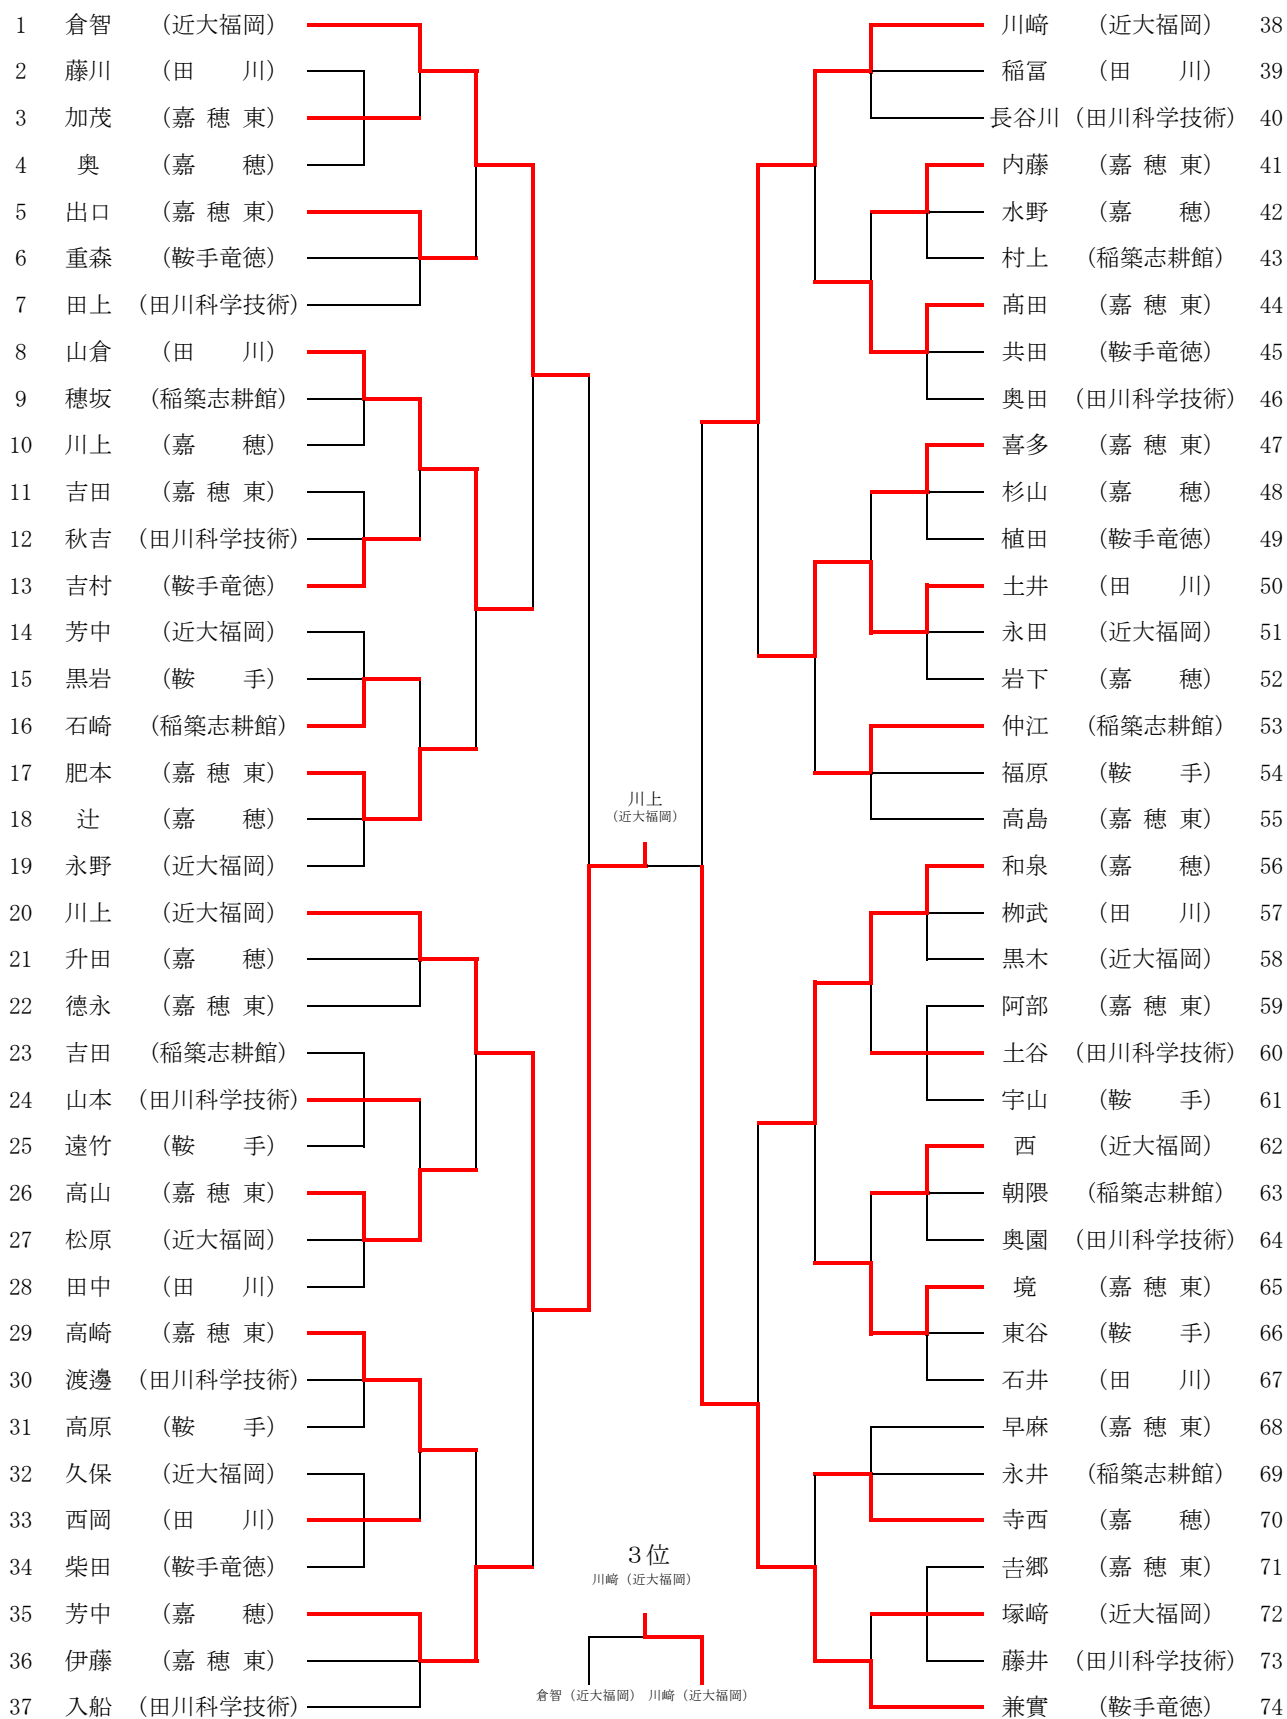 1 倉智 (近大福岡)
2 藤川 (田 川)
3 加茂 (嘉 穂 東)
4 奥 (嘉 穂)
5 出口 (嘉 穂 東)
6 重森 (鞍手竜徳)
7 田上 (田川科学技術)
8 山倉 (田 川)
9 穂坂 (稲築志耕館)
10 川上 (嘉 穂)
11 吉田 (嘉 穂 東)
12 秋吉 (田川科学技術)
13 吉村 (鞍手竜徳)
14 芳中 (近大福岡)
15 黒岩 (鞍 手)
16 石崎 (稲築志耕館)
17 肥本 (嘉 穂 東)
18 辻 (嘉 穂)
19 永野 (近大福岡)
20 川上 (近大福岡)
21 升田 (嘉 穂)
22 德永 (嘉 穂 東)
23 吉田 (稲築志耕館)
24 山本 (田川科学技術)
25 遠竹 (鞍 手)
26 高山 (嘉 穂 東)
27 松原 (近大福岡)
28 田中 (田 川)
29 高崎 (嘉 穂 東)
30 渡邊 (田川科学技術)
31 高原 (鞍 手)
32 久保 (近大福岡)
33 西岡 (田 川)
34 柴田 (鞍手竜徳)
35 芳中 (嘉 穂)
36 伊藤 (嘉 穂 東)
37 入船 (田川科学技術)
川上
(近大福岡)
3位
川﨑 (近大福岡)
倉智 (近大福岡) 川﨑 (近大福岡)
川﨑 (近大福岡) 38
稲冨 (田 川) 39
長谷川 (田川科学技術) 40
内藤 (嘉 穂 東) 41
水野 (嘉 穂) 42
村上 (稲築志耕館) 43
髙田 (嘉 穂 東) 44
共田 (鞍手竜徳) 45
奥田 (田川科学技術) 46
喜多 (嘉 穂 東) 47
杉山 (嘉 穂) 48
植田 (鞍手竜徳) 49
土井 (田 川) 50
永田 (近大福岡) 51
岩下 (嘉 穂) 52
仲江 (稲築志耕館) 53
福原 (鞍 手) 54
高島 (嘉 穂 東) 55
和泉 (嘉 穂) 56
栁武 (田 川) 57
黒木 (近大福岡) 58
阿部 (嘉 穂 東) 59
土谷 (田川科学技術) 60
宇山 (鞍 手) 61
西 (近大福岡) 62
朝隈 (稲築志耕館) 63
奥園 (田川科学技術) 64
境 (嘉 穂 東) 65
東谷 (鞍 手) 66
石井 (田 川) 67
早麻 (嘉 穂 東) 68
永井 (稲築志耕館) 69
寺西 (嘉 穂) 70
𠮷郷 (嘉 穂 東) 71
塚﨑 (近大福岡) 72
藤井 (田川科学技術) 73
兼實 (鞍手竜徳) 74